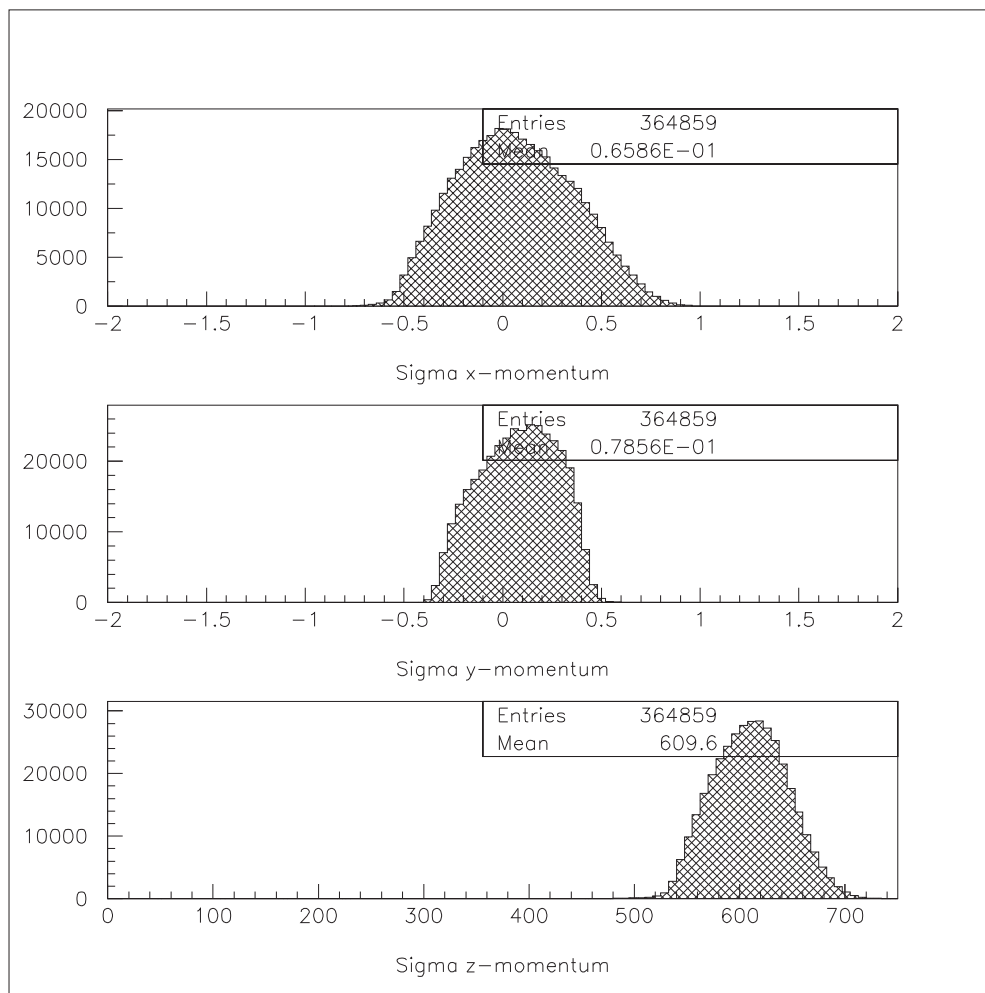 20000
15000
10000
5000
0
Entries 364859
Mean 0.6586E-01
-2 -1.5 -1 -0.5 0 0.5 1 1.5 2
Sigma x-momentum
20000
10000
0
Entries 364859
Mean 0.7856E-01
-2 -1.5 -1 -0.5 0 0.5 1 1.5 2
Sigma y-momentum
30000
20000
10000
0
Entries 364859
Mean 609.6
0 100 200 300 400 500 600 700
Sigma z-momentum